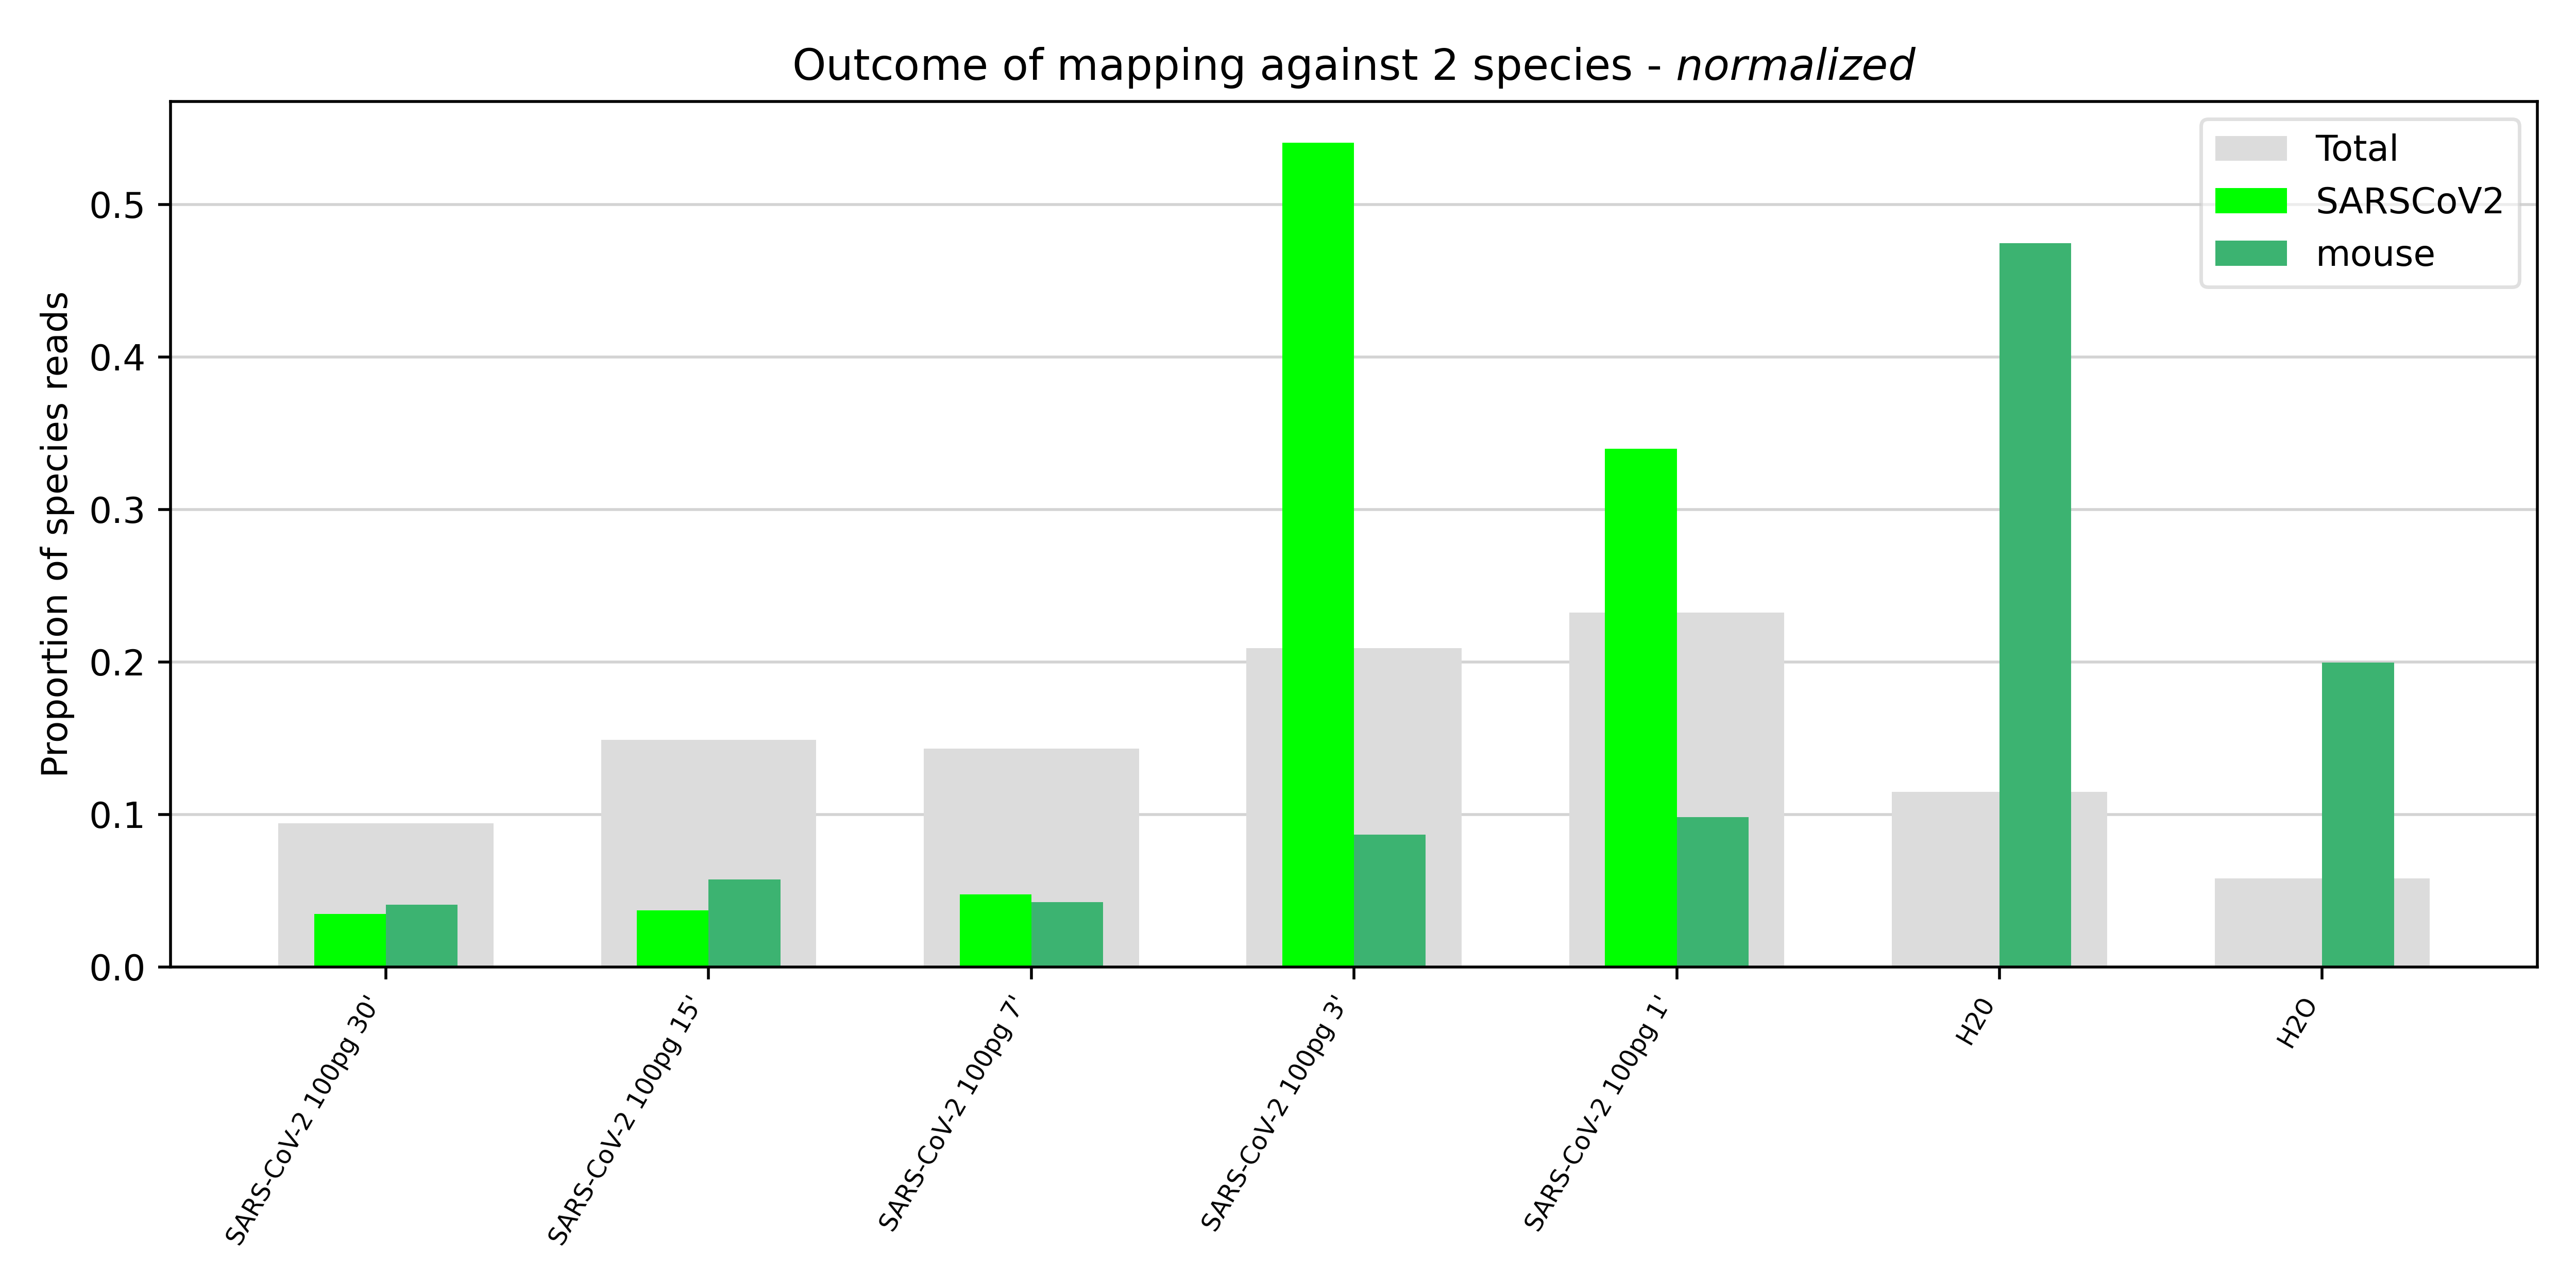 Outcome of mapping against 2 species - normalized
Total
SARSCoV2
mouse
Proportion of species reads
0.5
0.4
0.3
0.2
0.1
0.0
SARS-CoV-2 100pg 30'
SARS-CoV-2 100pg 15'
SARS-CoV-2 100pg 7'
SARS-CoV-2 100pg 3'
SARS-CoV-2 100pg 1'
H20
H2O